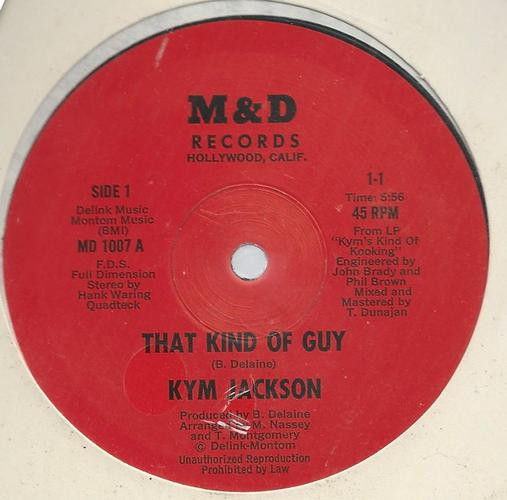 M&D
RECORDS
HOLLYWOOD, CALIF.
SIDE 1
Delink Music
Montom Music
(BMI)
MD 1007 A
F.D.S.
Full Dimension
Stereo by
Hank Waring
Quadteck
1-1
Time: 5:56
45 RPM
From LP
"Kym's Kind Of
Kooking"
Engineered by
John Brady and
Phil Brown
Mixed and
Mastered by
T. Dunajan
THAT KIND OF GUY
(B. Delaine)
KYM JACKSON
Produced by B. Delaine
Arranged by M. Nassey
and T. Montgomery
© Delink-Montom
Unauthorized Reproduction
Prohibited by Law